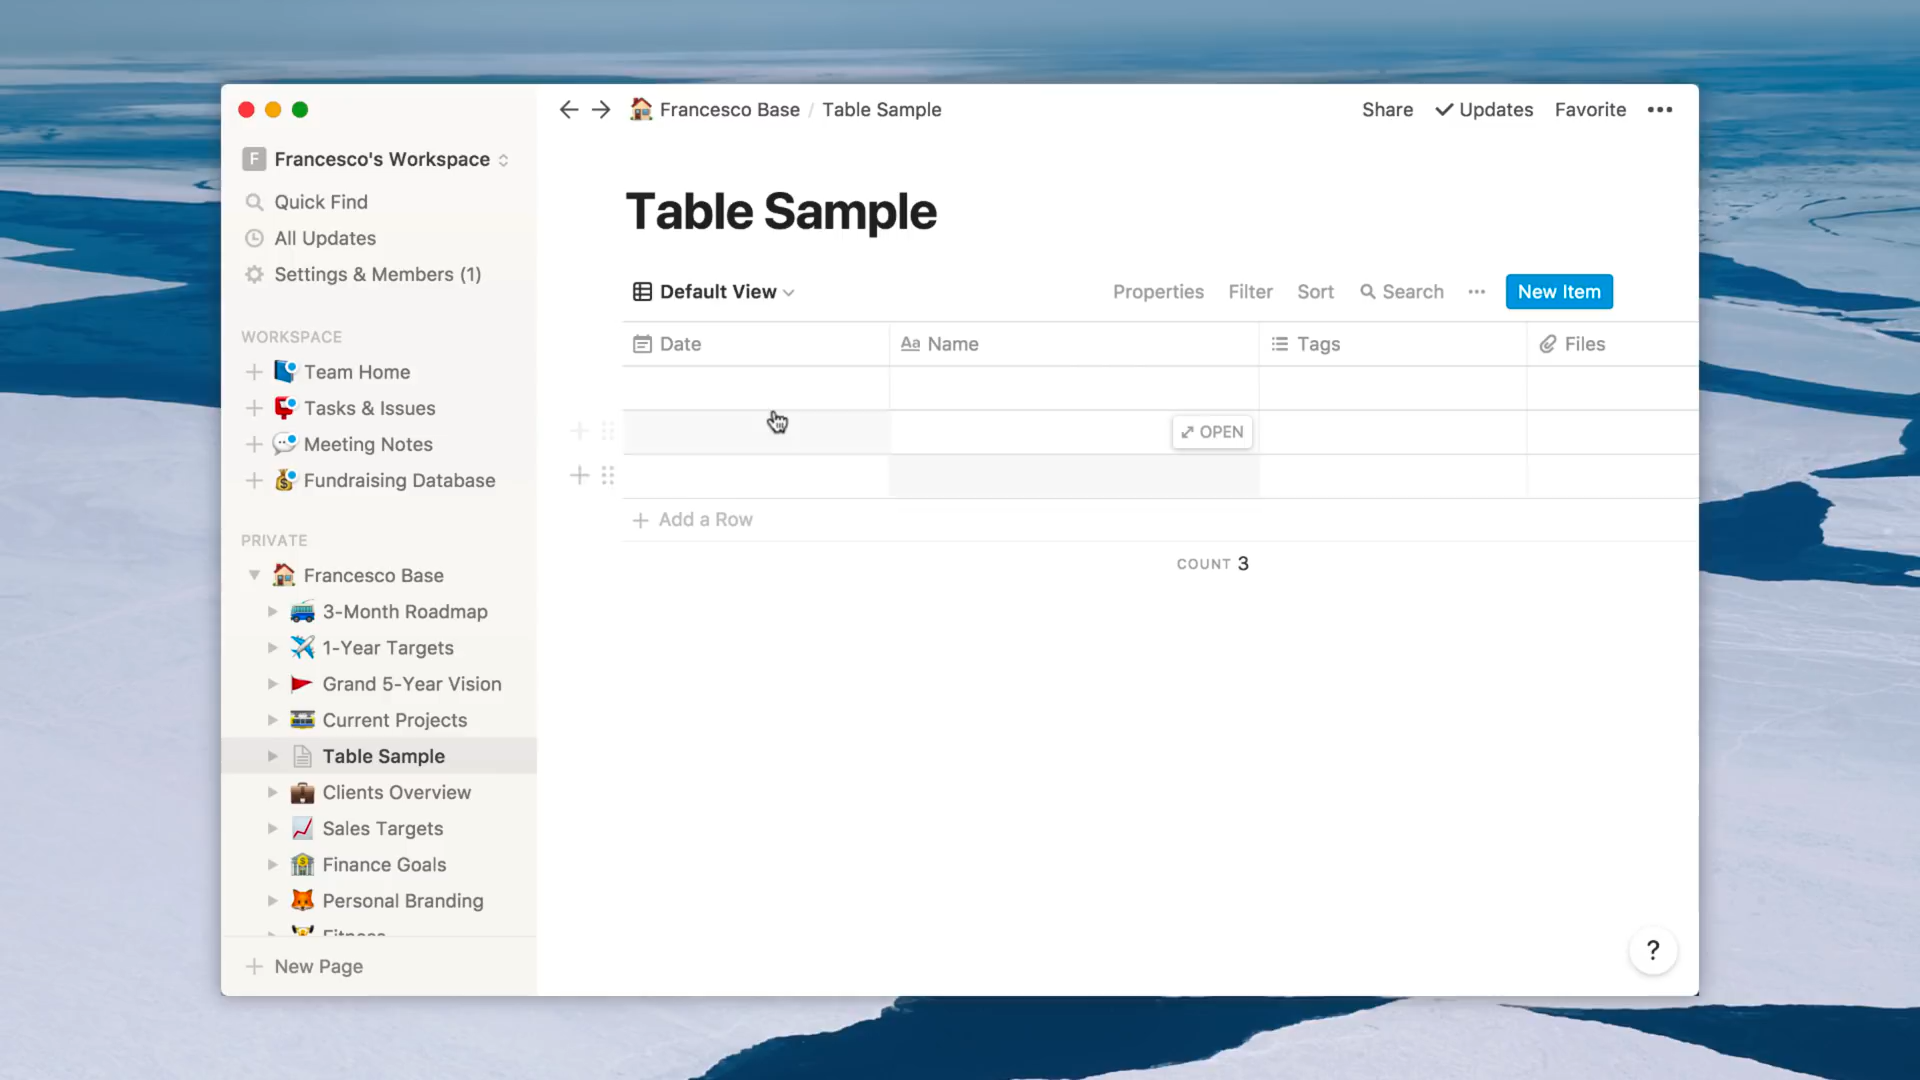 Francesco Base / Table Sample
Share ✓ Updates Favorite •••
F Francesco's Workspace
Quick Find
All Updates
Settings & Members (1)
WORKSPACE
Team Home
Tasks & Issues
Meeting Notes
Fundraising Database
PRIVATE
Francesco Base
3-Month Roadmap
1-Year Targets
Grand 5-Year Vision
Current Projects
Table Sample
Clients Overview
Sales Targets
Finance Goals
Personal Branding
Fitness
+ New Page
Table Sample
Default View
Properties Filter Sort Search ••• New Item
Date Aa Name Tags Files
OPEN
+ Add a Row
COUNT 3
?